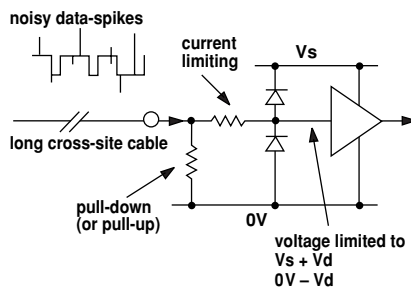 noisy data-spikes
current
limiting
Vs
long cross-site cable
pull-down
(or pull-up)
0V
voltage limited to
Vs + Vd
0V – Vd